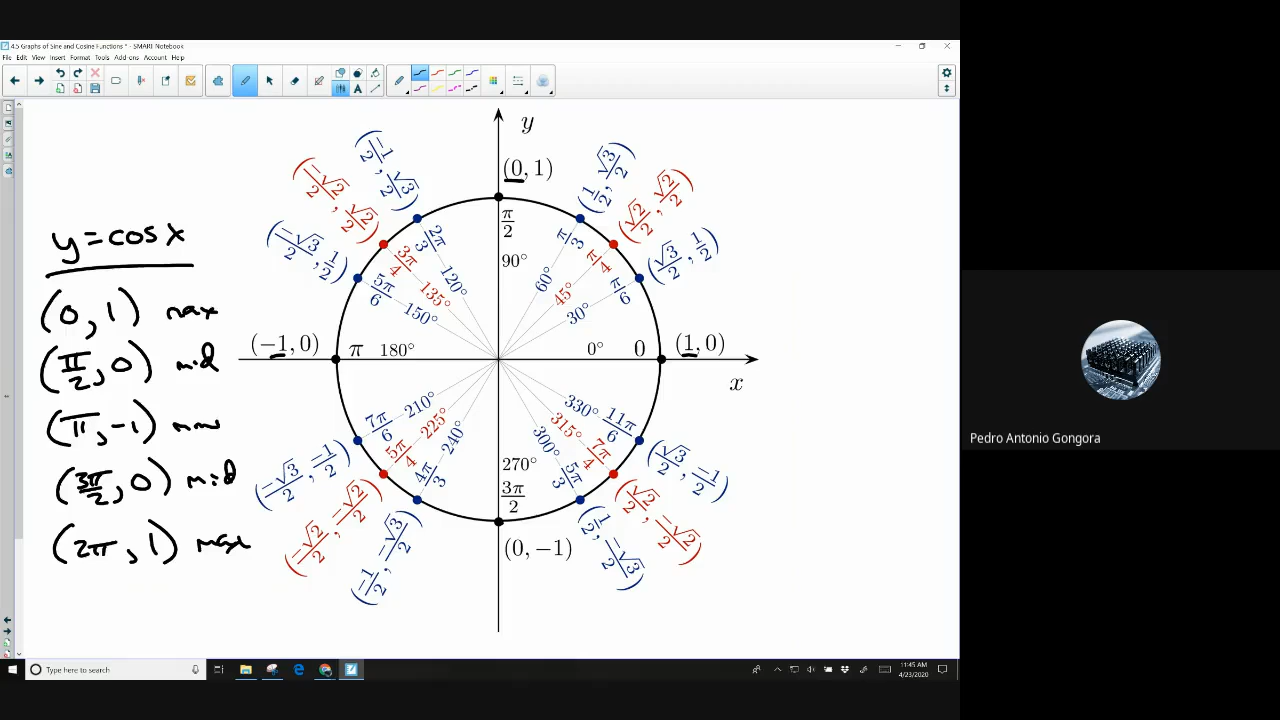 4.5 Graphs of Sine and Cosine Functions * - SMART Notebook
File Edit View Insert Format Tools Add-ons Account Help
y
(0, 1)
(-1/2, √3/2)
(1/2, √3/2)
(-√2/2, √2/2)
(√2/2, √2/2)
(-√3/2, 1/2)
(√3/2, 1/2)
π/2
2π/3
π/3
3π/4
π/4
5π/6
π/6
90°
120°
60°
135°
45°
150°
30°
y = cos x
(0, 1) max
(π/2, 0) mid
(π, -1) min
(3π/2, 0) mid
(2π, 1) max
(-1, 0)
π 180°
0° 0
(1, 0)
x
7π/6 210°
330° 11π/6
5π/4 225°
315° 7π/4
4π/3 240°
300° 5π/3
270°
3π/2
(-√3/2, -1/2)
(√3/2, -1/2)
(-√2/2, -√2/2)
(√2/2, -√2/2)
(-1/2, -√3/2)
(1/2, -√3/2)
(0, -1)
Pedro Antonio Gongora
Type here to search
11:45 AM
4/23/2020